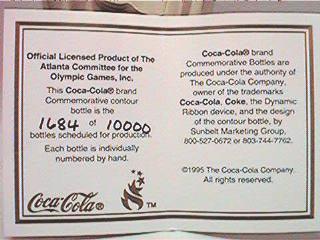 Official Licensed Product of The
Atlanta Committee for the
Olympic Games, Inc.
This Coca-Cola® brand
Commemorative contour
bottle is the
1684 of 10000
bottles scheduled for production.
Each bottle is individually
numbered by hand.
Coca-Cola®
TM
Coca-Cola® brand
Commemorative Bottles are
produced under the authority of
The Coca-Cola Company,
owner of the trademarks
Coca-Cola, Coke, the Dynamic
Ribbon device, and the design
of the contour bottle, by
Sunbelt Marketing Group,
800-527-0672 or 803-744-7762.
©1995 The Coca-Cola Company.
All rights reserved.